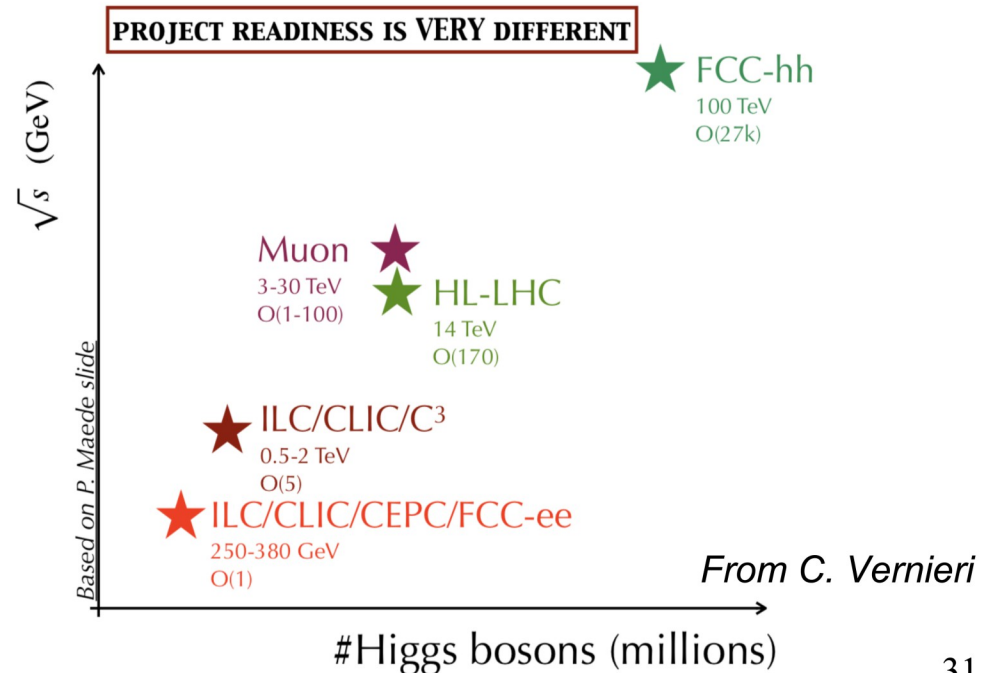 PROJECT READINESS IS VERY DIFFERENT
√s (GeV)
FCC-hh
100 TeV
O(27k)
Muon
3-30 TeV
O(1-100)
HL-LHC
14 TeV
O(170)
ILC/CLIC/C³
0.5-2 TeV
O(5)
ILC/CLIC/CEPC/FCC-ee
250-380 GeV
O(1)
Based on P. Maede slide
From C. Vernieri
#Higgs bosons (millions)
31